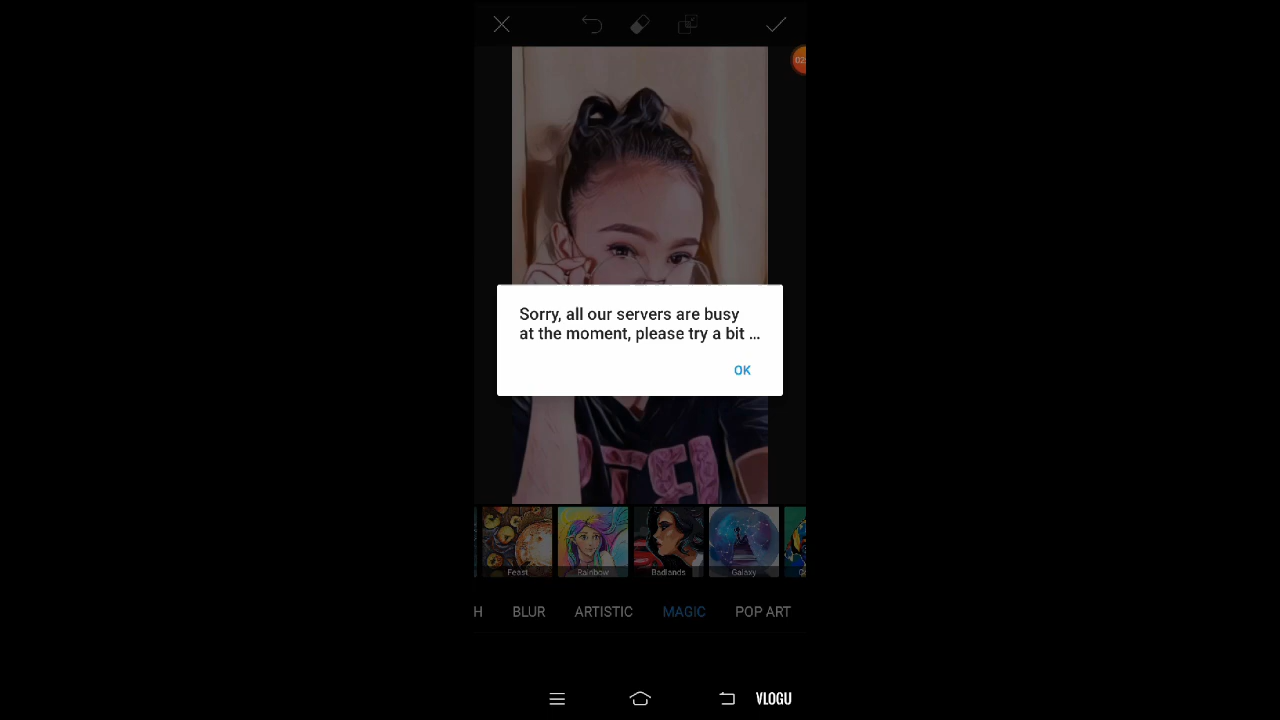 02
Sorry, all our servers are busy
at the moment, please try a bit ...
OK
Feast
Rainbow
Badlands
Galaxy
H BLUR ARTISTIC MAGIC POP ART
VLOGU